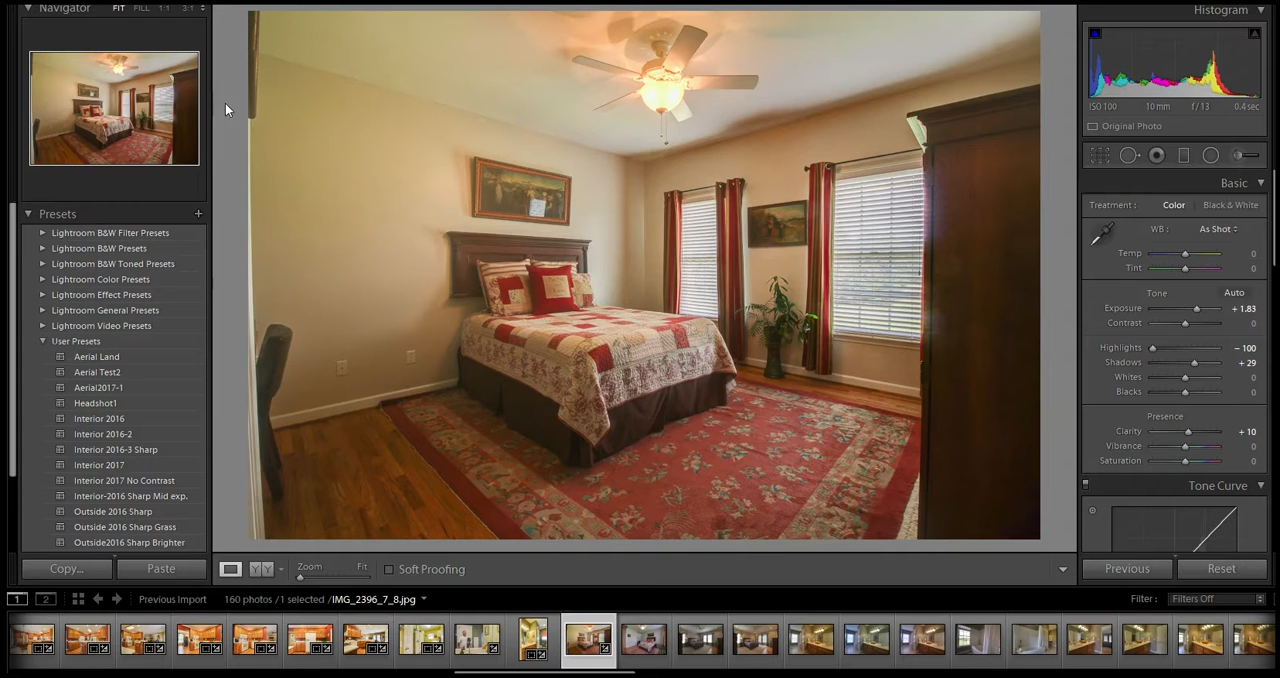 Navigator FIT FILL 1:1 3:1
Histogram
ISO 100 10 mm f / 13 0.4 sec
Original Photo
Basic
Treatment : Color Black & White
WB : As Shot
Temp 0
Tint 0
Tone Auto
Exposure + 1.83
Contrast 0
Highlights − 100
Shadows + 29
Whites 0
Blacks 0
Presence
Clarity + 10
Vibrance 0
Saturation 0
Tone Curve
Previous Reset
Presets +
Lightroom B&W Filter Presets
Lightroom B&W Presets
Lightroom B&W Toned Presets
Lightroom Color Presets
Lightroom Effect Presets
Lightroom General Presets
Lightroom Video Presets
User Presets
Aerial Land
Aerial Test2
Aerial2017-1
Headshot1
Interior 2016
Interior 2016-2
Interior 2016-3 Sharp
Interior 2017
Interior 2017 No Contrast
Interior-2016 Sharp Mid exp.
Outside 2016 Sharp
Outside 2016 Sharp Grass
Outside2016 Sharp Brighter
Copy... Paste
YY Zoom Fit Soft Proofing
1 2 Previous Import 160 photos / 1 selected / IMG_2396_7_8.jpg Filter : Filters Off